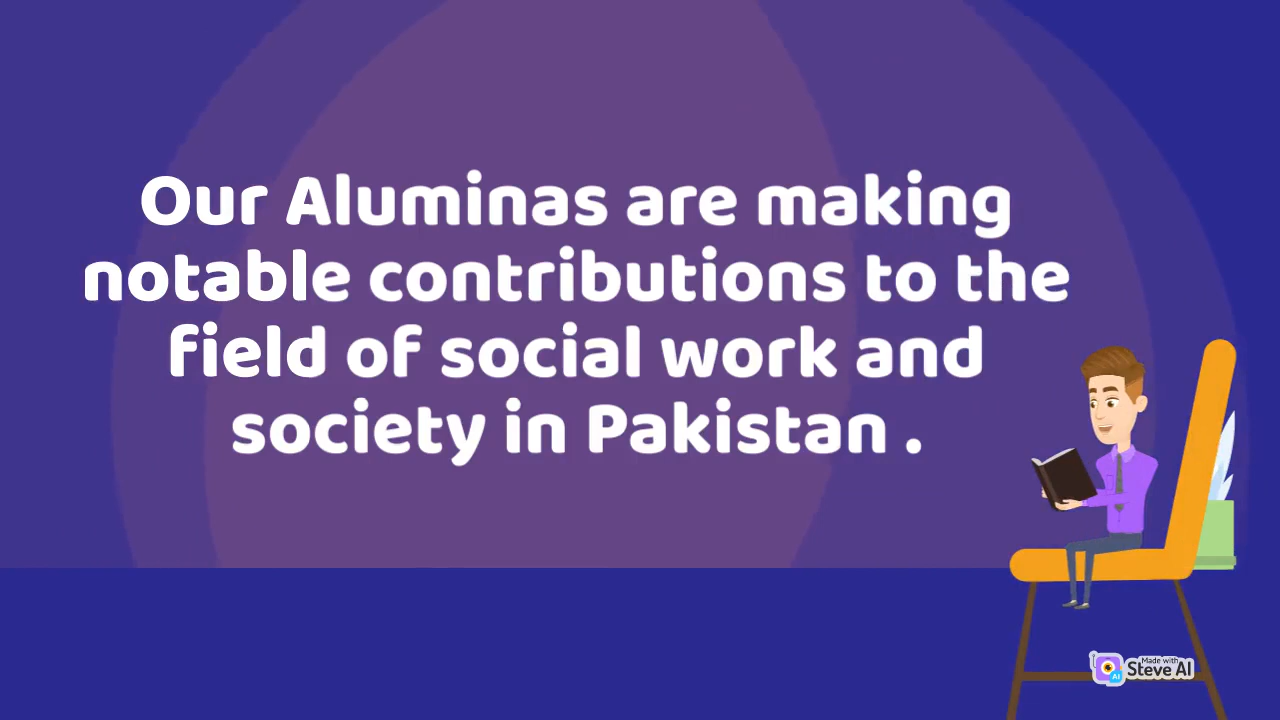 Our Aluminas are making
notable contributions to the
field of social work and
society in Pakistan .
Made with
Steve AI